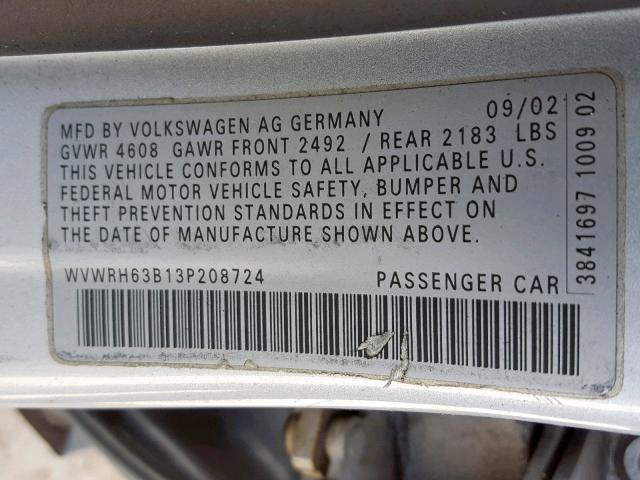 MFD BY VOLKSWAGEN AG GERMANY 09/02
GVWR 4608 GAWR FRONT 2492 / REAR 2183 LBS
THIS VEHICLE CONFORMS TO ALL APPLICABLE U.S.
FEDERAL MOTOR VEHICLE SAFETY, BUMPER AND
THEFT PREVENTION STANDARDS IN EFFECT ON
THE DATE OF MANUFACTURE SHOWN ABOVE.
WVWRH63B13P208724 PASSENGER CAR
3841697 1009 02